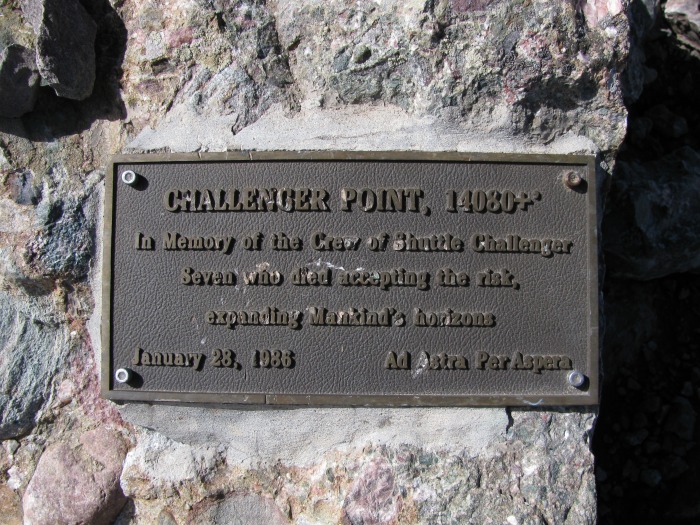 CHALLENGER POINT, 14080+'
In Memory of the Crew of Shuttle Challenger
Seven who died accepting the risk,
expanding Mankind's horizons
January 28, 1986 Ad Astra Per Aspera